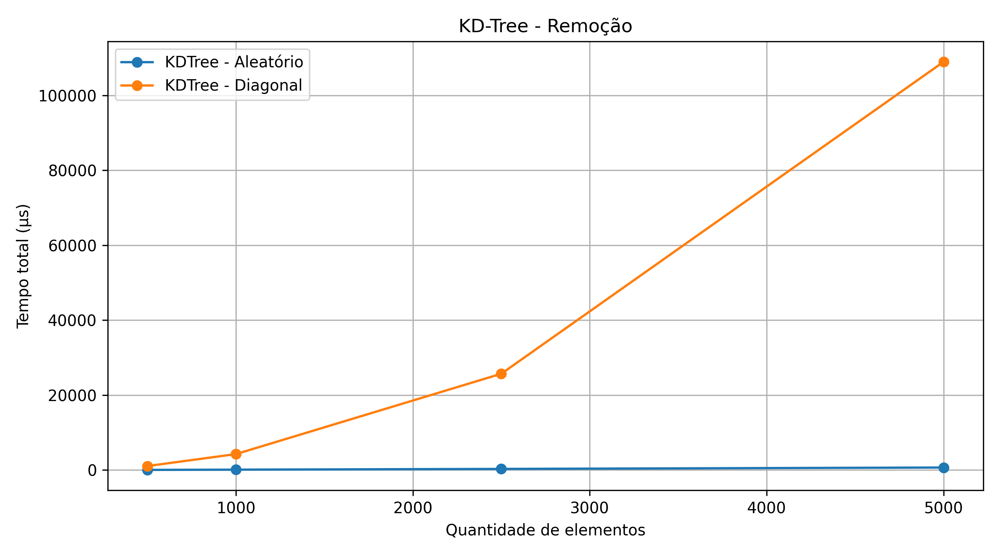 KD-Tree - Remoção
KDTree - Aleatório
KDTree - Diagonal
Tempo total (µs)
100000
80000
60000
40000
20000
0
1000 2000 3000 4000 5000
Quantidade de elementos